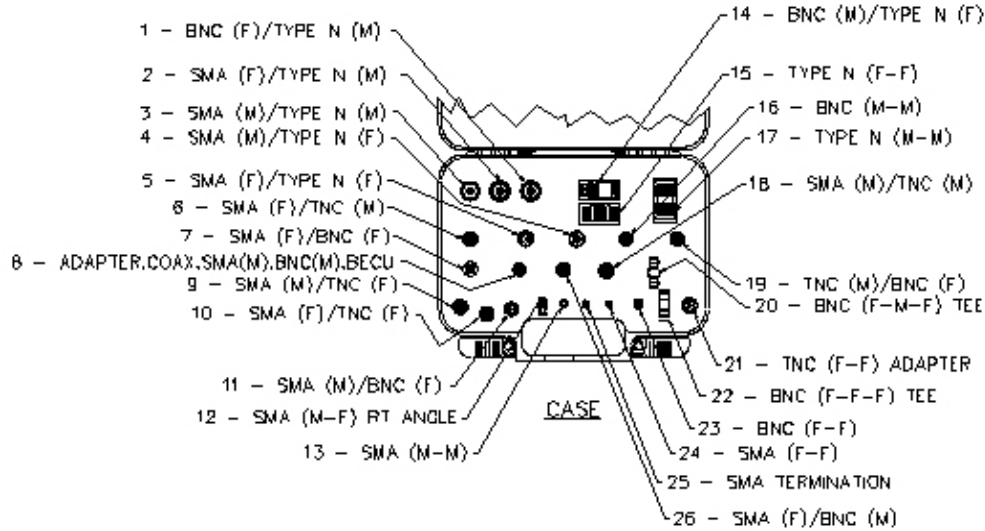 1 - BNC (F)/TYPE N (M)
2 - SMA (F)/TYPE N (M)
3 - SMA (M)/TYPE N (M)
4 - SMA (M)/TYPE N (F)
5 - SMA (F)/TYPE N (F)
6 - SMA (F)/TNC (M)
7 - SMA (F)/BNC (F)
8 - ADAPTER,COAX,SMA(M),BNC(M),BECU
9 - SMA (M)/TNC (F)
10 - SMA (F)/TNC (F)
11 - SMA (M)/BNC (F)
12 - SMA (M-F) RT ANGLE
13 - SMA (M-M)
CASE
14 - BNC (M)/TYPE N (F)
15 - TYPE N (F-F)
16 - BNC (M-M)
17 - TYPE N (M-M)
18 - SMA (M)/TNC (M)
19 - TNC (M)/BNC (F)
20 - BNC (F-M-F) TEE
21 - TNC (F-F) ADAPTER
22 - BNC (F-F-F) TEE
23 - BNC (F-F)
24 - SMA (F-F)
25 - SMA TERMINATION
26 - SMA (F)/BNC (M)